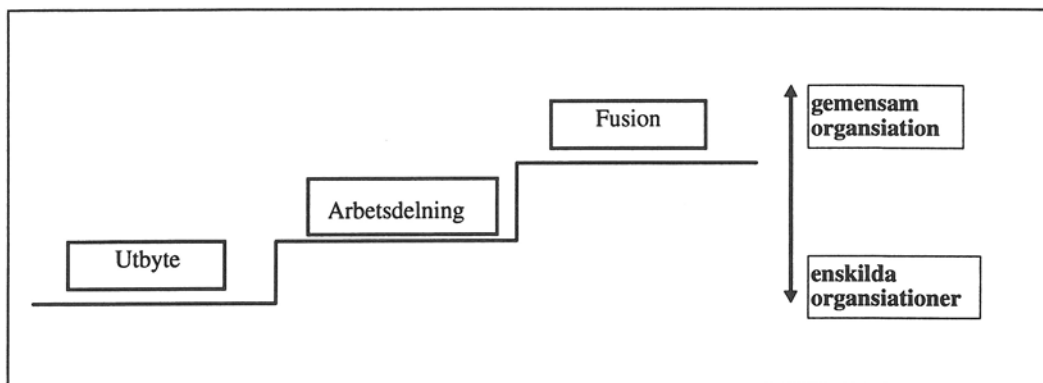 gemensam
organsiation
Fusion
Arbetsdelning
Utbyte
enskilda
organsiationer